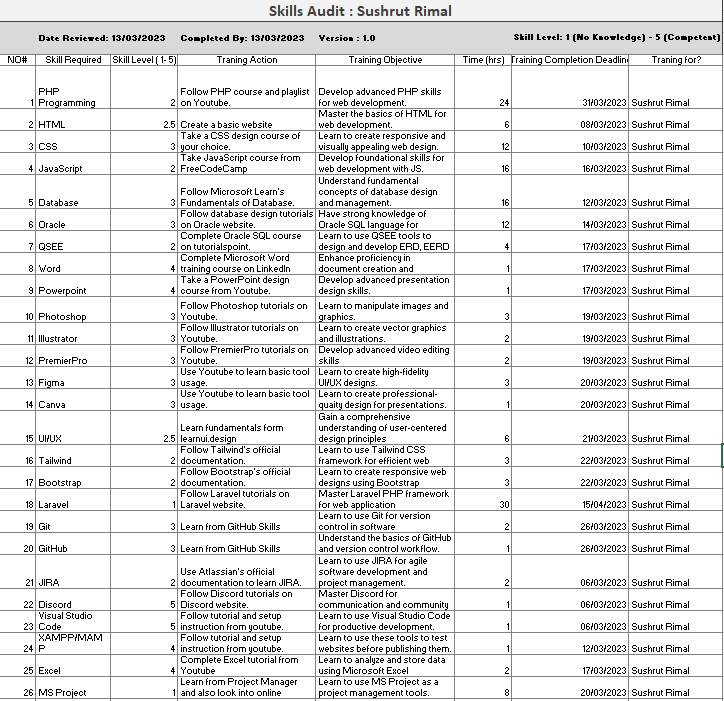 Skills Audit : Sushrut Rimal
Date Reviewed: 13/03/2023 Completed By: 13/03/2023 Version : 1.0 Skill Level: 1 (No Knowledge) - 5 (Competent)
NO# Skill Required Skill Level ( 1- 5) Traning Action Training Objective Time (hrs) Training Completion Deadline Traning for?
1 PHP Programming 2 Follow PHP course and playlist on Youtube. Develop advanced PHP skills for web development. 24 31/03/2023 Sushrut Rimal
2 HTML 2.5 Create a basic website Master the basics of HTML for web development. 6 08/03/2023 Sushrut Rimal
3 CSS 3 Take a CSS design course of your choice. Learn to create responsive and visually appealing web design. 12 10/03/2023 Sushrut Rimal
4 JavaScript 2 Take JavaScript course from FreeCodeCamp Develop foundational skills for web development with JS. 16 16/03/2023 Sushrut Rimal
5 Database 3 Follow Microsoft Learn's Fundamentals of Database. Understand fundamental concepts of database design and management. 16 12/03/2023 Sushrut Rimal
6 Oracle 3 Follow database design tutorials on Oracle website. Have strong knowledge of Oracle SQL language for 12 14/03/2023 Sushrut Rimal
7 QSEE 2 Complete Oracle SQL course on tutorialspoint. Learn to use QSEE tools to design and develop ERD, EERD 4 17/03/2023 Sushrut Rimal
8 Word 4 Complete Microsoft Word training course on LinkedIn Enhance proficiency in document creation and 1 17/03/2023 Sushrut Rimal
9 Powerpoint 4 Take a PowerPoint design course from Youtube. Develop advanced presentation design skills. 1 17/03/2023 Sushrut Rimal
10 Photoshop 3 Follow Photoshop tutorials on Youtube. Learn to manipulate images and graphics. 3 19/03/2023 Sushrut Rimal
11 Illustrator 3 Follow Illustrator tutorials on Youtube. Learn to create vector graphics and illustrations. 2 19/03/2023 Sushrut Rimal
12 PremierPro 3 Follow PremierPro tutorials on Youtube. Develop advanced video editing skills 2 19/03/2023 Sushrut Rimal
13 Figma 3 Use Youtube to learn basic tool usage. Learn to create high-fidelity UI/UX designs. 3 20/03/2023 Sushrut Rimal
14 Canva 3 Use Youtube to learn basic tool usage. Learn to create professional-quaity design for presentations. 1 20/03/2023 Sushrut Rimal
15 UI/UX 2.5 Learn fundamentals form learnui.design Gain a comprehensive understanding of user-centered design principles 6 21/03/2023 Sushrut Rimal
16 Tailwind 2 Follow Tailwind's official documentation. Learn to use Tailwind CSS framework for efficient web 3 22/03/2023 Sushrut Rimal
17 Bootstrap 2 Follow Bootstrap's official documentation. Learn to create responsive web designs using Bootstrap 3 22/03/2023 Sushrut Rimal
18 Laravel 1 Follow Laravel tutorials on Laravel website. Master Laravel PHP framework for web application 30 15/04/2023 Sushrut Rimal
19 Git 3 Learn from GitHub Skills Learn to use Git for version control in software 2 26/03/2023 Sushrut Rimal
20 GitHub 3 Learn from GitHub Skills Understand the basics of GitHub and version control workflow. 1 26/03/2023 Sushrut Rimal
21 JIRA 2 Use Atlassian's official documentation to learn JIRA. Learn to use JIRA for agile software development and project management. 2 06/03/2023 Sushrut Rimal
22 Discord 5 Follow Discord tutorials on Discord website. Master Discord for communication and community 1 06/03/2023 Sushrut Rimal
23 Visual Studio Code 5 Follow tutorial and setup instruction from youtube. Learn to use Visual Studio Code for productive development. 1 06/03/2023 Sushrut Rimal
24 XAMPP/MAMP 4 Follow tutorial and setup instruction from goutube. Learn to use these tools to test websites before publishing them. 1 12/03/2023 Sushrut Rimal
25 Excel 4 Complete Excel tutorial from Youtube Learn to analyze and store data using Microsoft Excel 2 17/03/2023 Sushrut Rimal
26 MS Project 1 Learn from Project Manager and also look into online Learn to use MS Project as a project management tools. 8 20/03/2023 Sushrut Rimal